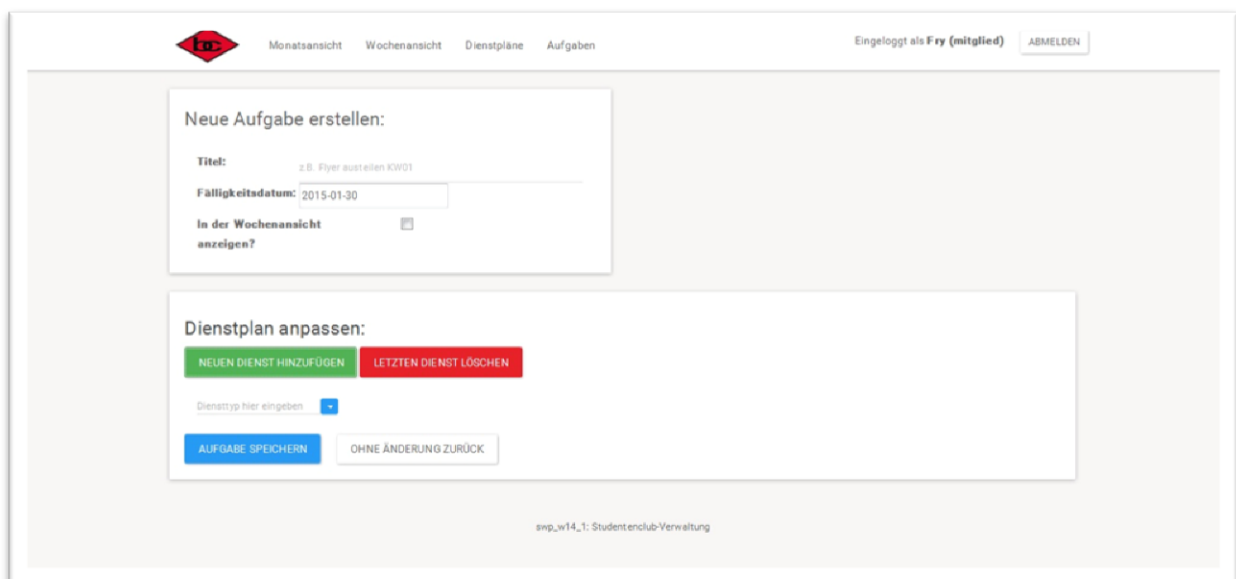 bc
Monatsansicht Wochenansicht Dienstpläne Aufgaben
Eingeloggt als Fry (mitglied) ABMELDEN
Neue Aufgabe erstellen:
Titel: z.B. Flyer austeilen KW01
Fälligkeitsdatum: 2015-01-30
In der Wochenansicht
anzeigen?
Dienstplan anpassen:
NEUEN DIENST HINZUFÜGEN LETZTEN DIENST LÖSCHEN
Diensttyp hier eingeben
AUFGABE SPEICHERN OHNE ÄNDERUNG ZURÜCK
swp_w14_1: Studentenclub-Verwaltung